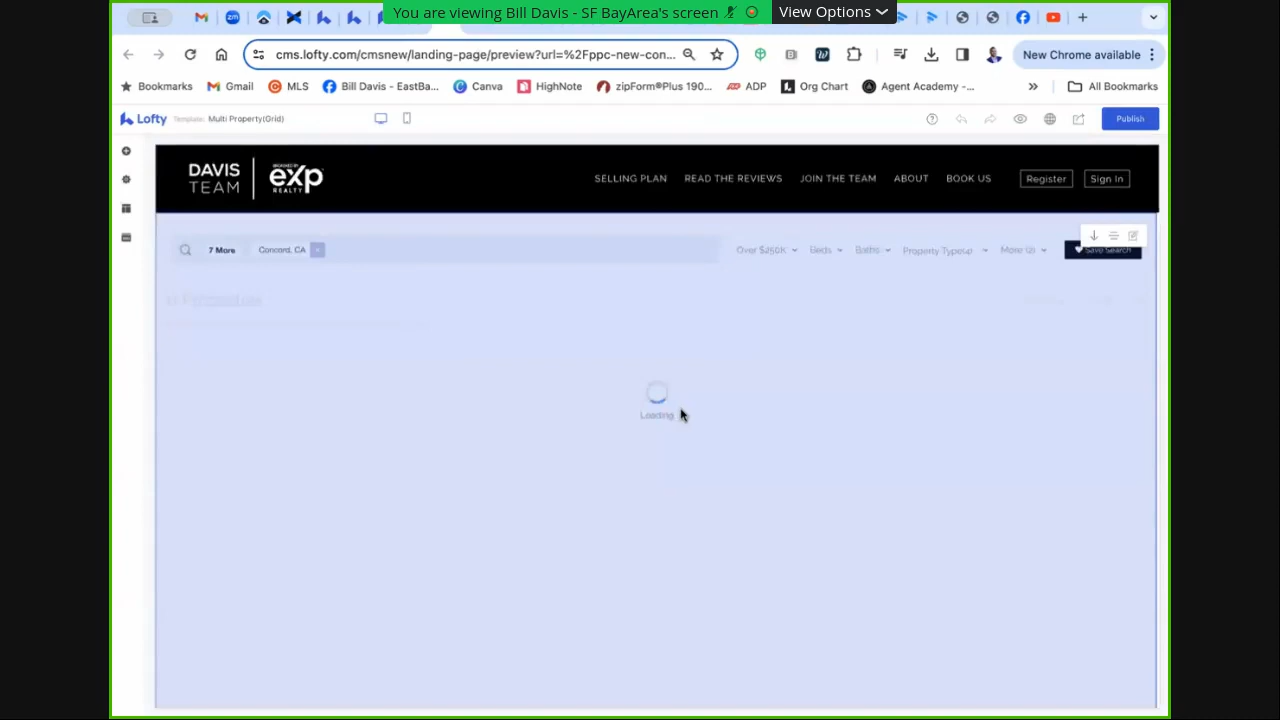 You are viewing Bill Davis - SF BayArea's screen
View Options
cms.lofty.com/cmsnew/landing-page/preview?url=%2Fppc-new-con...
New Chrome available
Bookmarks
Gmail
MLS
Bill Davis - EastBa...
Canva
HighNote
zipForm®Plus 190...
ADP
Org Chart
Agent Academy -...
All Bookmarks
Lofty
Template: Multi Property(Grid)
Publish
DAVIS TEAM
exp REALTY
SELLING PLAN
READ THE REVIEWS
JOIN THE TEAM
ABOUT
BOOK US
Register
Sign In
7 More
Concord, CA
Over $250K
Beds
Baths
Save Search
Loading